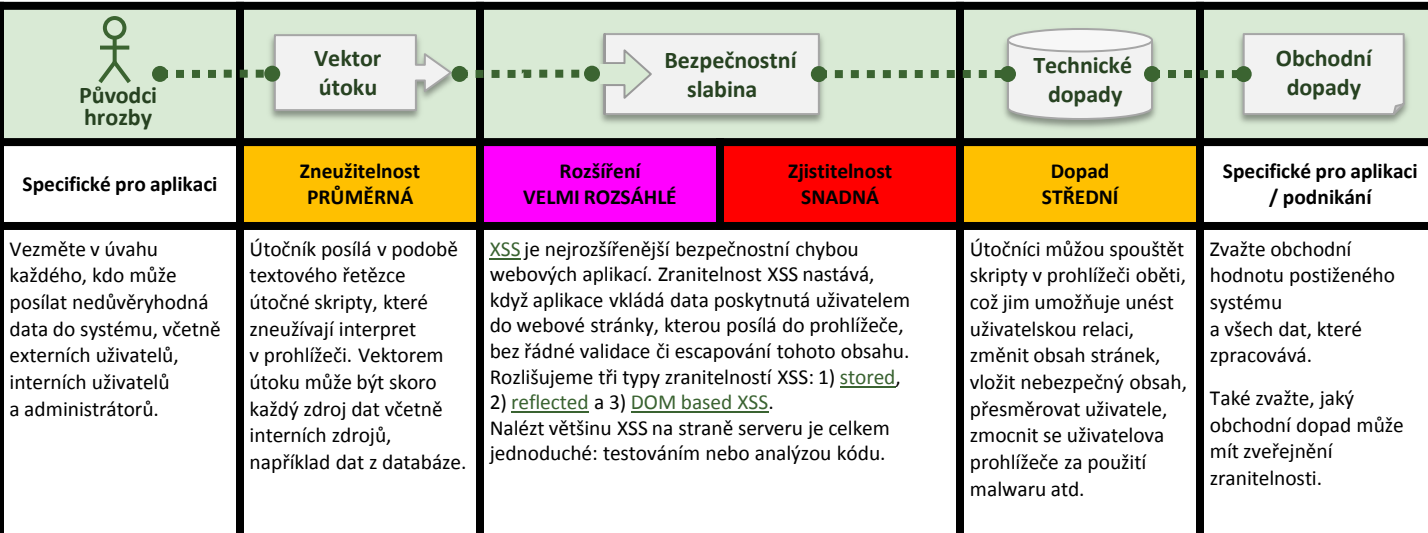 Původci
hrozby
Vektor
útoku
Bezpečnostní
slabina
Technické
dopady
Obchodní
dopady
Specifické pro aplikaci
Zneužitelnost
PRŮMĚRNÁ
Rozšíření
VELMI ROZSÁHLÉ
Zjistitelnost
SNADNÁ
Dopad
STŘEDNÍ
Specifické pro aplikaci
/ podnikání
Vezměte v úvahu
každého, kdo může
posílat nedůvěryhodná
data do systému, včetně
externích uživatelů,
interních uživatelů
a administrátorů.
Útočník posílá v podobě
textového řetězce
útočné skripty, které
zneužívají interpret
v prohlížeči. Vektorem
útoku může být skoro
každý zdroj dat včetně
interních zdrojů,
například dat z databáze.
XSS je nejrozšířenější bezpečnostní chybou
webových aplikací. Zranitelnost XSS nastává,
když aplikace vkládá data poskytnutá uživatelem
do webové stránky, kterou posílá do prohlížeče,
bez řádné validace či escapování tohoto obsahu.
Rozlišujeme tři typy zranitelností XSS: 1) stored,
2) reflected a 3) DOM based XSS.
Nalézt většinu XSS na straně serveru je celkem
jednoduché: testováním nebo analýzou kódu.
Útočníci můžou spouštět
skripty v prohlížeči oběti,
což jim umožňuje unést
uživatelskou relaci,
změnit obsah stránek,
vložit nebezpečný obsah,
přesměrovat uživatele,
zmocnit se uživatelova
prohlížeče za použití
malwaru atd.
Zvažte obchodní
hodnotu postiženého
systému
a všech dat, které
zpracovává.
Také zvažte, jaký
obchodní dopad může
mít zveřejnění
zranitelnosti.